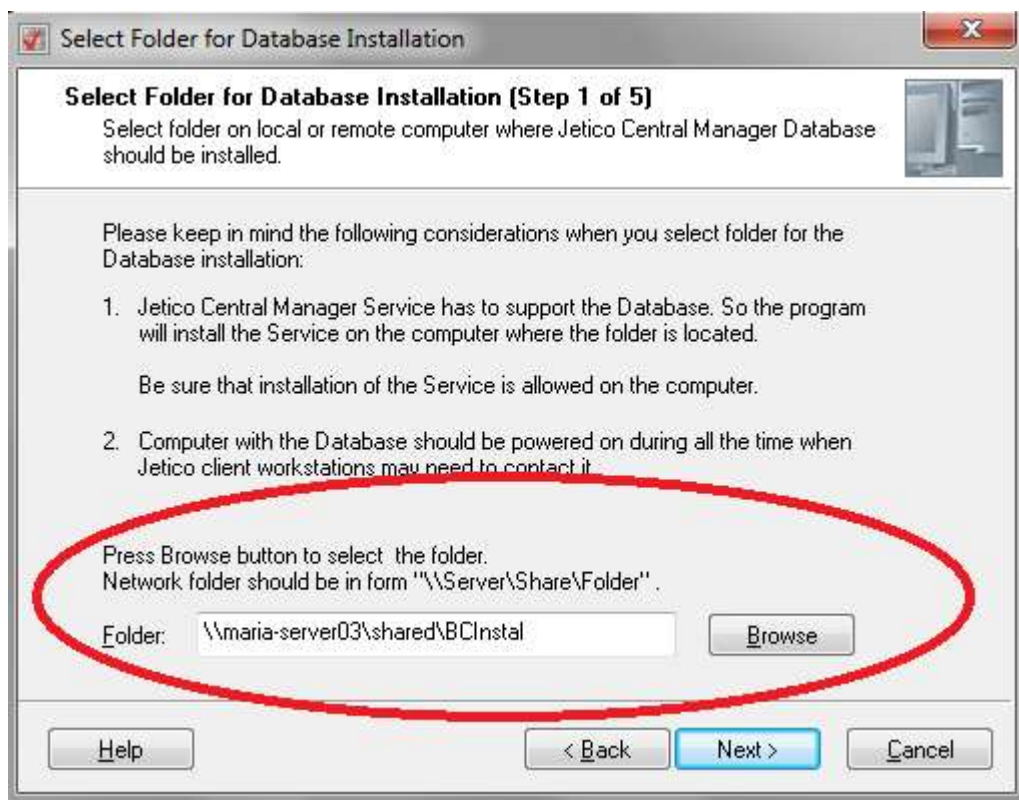 Select Folder for Database Installation
Select Folder for Database Installation (Step 1 of 5)
Select folder on local or remote computer where Jetico Central Manager Database
should be installed.
Please keep in mind the following considerations when you select folder for the
Database installation:
1. Jetico Central Manager Service has to support the Database. So the program
will install the Service on the computer where the folder is located.
Be sure that installation of the Service is allowed on the computer.
2. Computer with the Database should be powered on during all the time when
Jetico client workstations may need to contact it.
Press Browse button to select the folder.
Network folder should be in form "\\Server\Share\Folder" .
Folder: \\maria-server03\shared\BCInstal Browse
Help < Back Next > Cancel